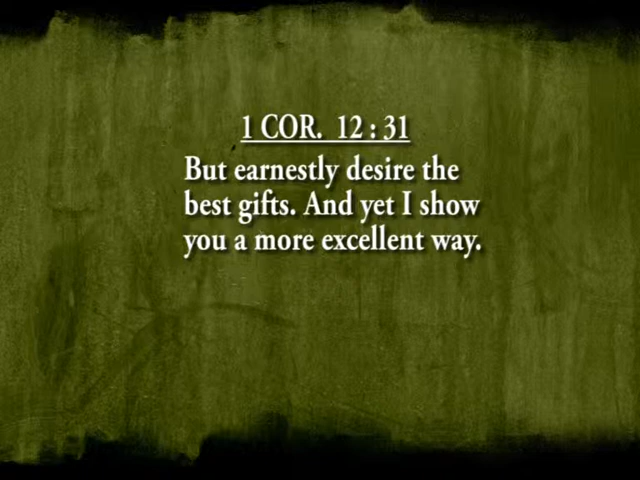 1 COR. 12 : 31
But earnestly desire the
best gifts. And yet I show
you a more excellent way.